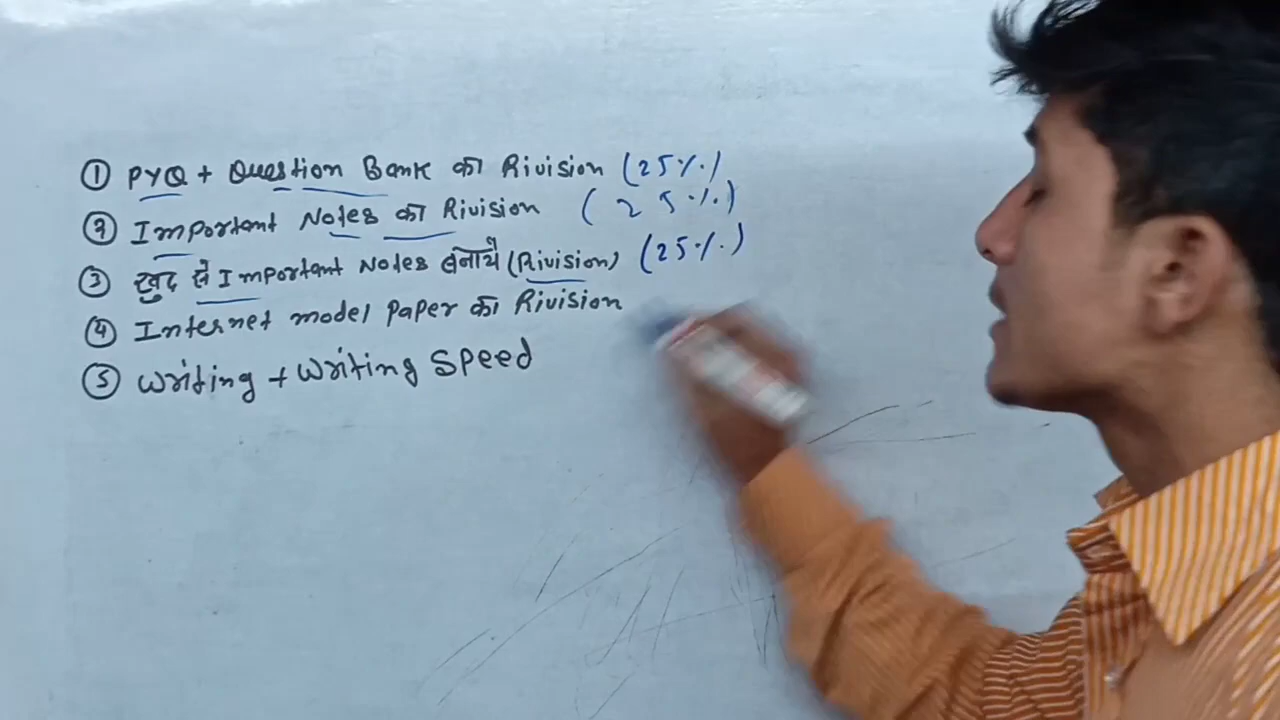 ① PYQ + Question Bank का Rivision (25%)
② Important Notes का Rivision (25%)
③ खुद से Important Notes बनाये (Rivision) (25%)
④ Internet model Paper का Rivision
⑤ Writing + Writing Speed